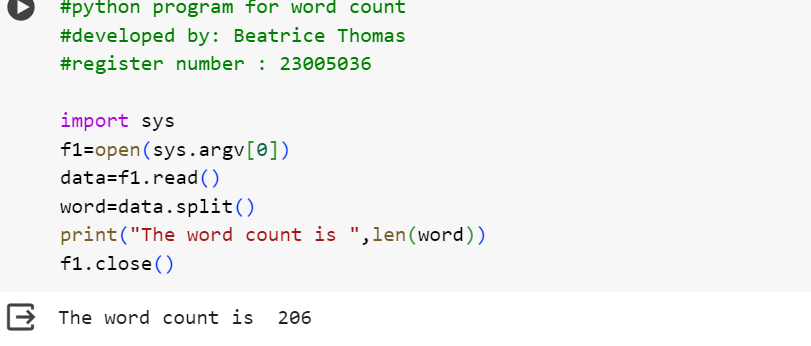 #python program for word count
#developed by: Beatrice Thomas
#register number : 23005036
import sys
f1=open(sys.argv[0])
data=f1.read()
word=data.split()
print("The word count is ",len(word))
f1.close()
The word count is  206